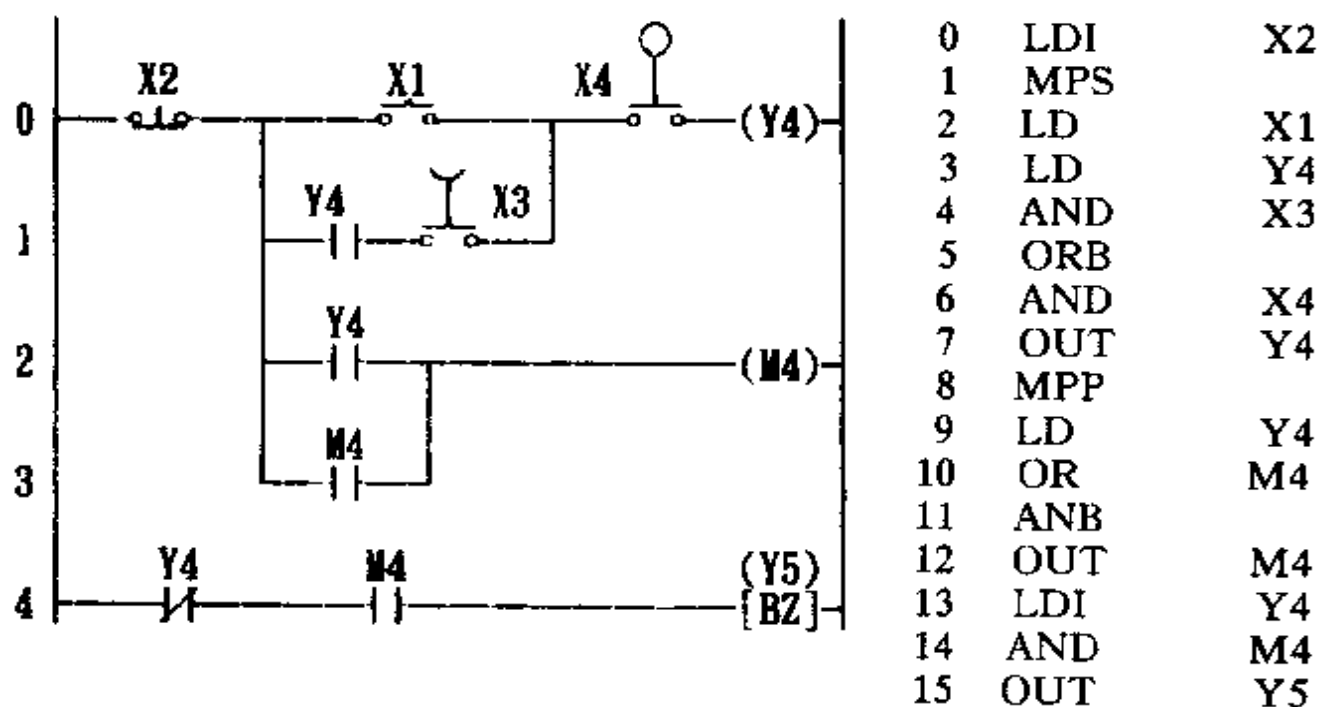 X2 X1 X4
0 (Y4)
Y4 X3
1
Y4
2 (M4)
M4
3
Y4 M4 (Y5)
4 [BZ]
0 LDI X2
1 MPS
2 LD X1
3 LD Y4
4 AND X3
5 ORB
6 AND X4
7 OUT Y4
8 MPP
9 LD Y4
10 OR M4
11 ANB
12 OUT M4
13 LDI Y4
14 AND M4
15 OUT Y5